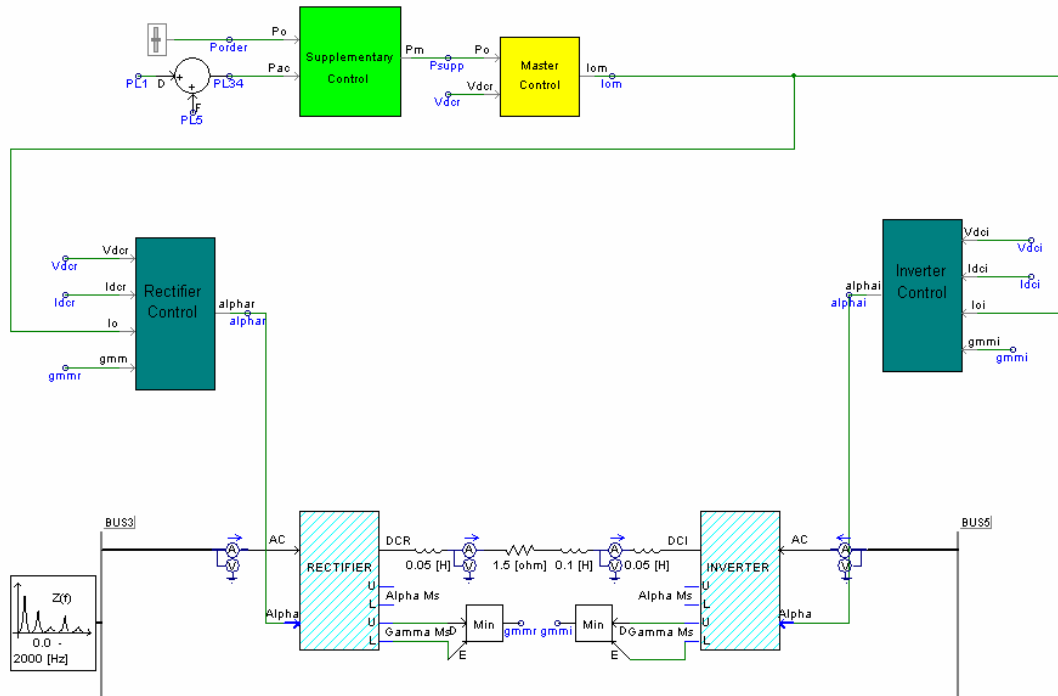 Po
Porder
Pac
PL1
D
PL34
F
PL5
Supplementary
Control
Pm
Psupp
Po
Vdcr
Vdcr
Master
Control
Iom
Iom
Vdcr
Vdcr
Idcr
Idcr
Io
gmm
gmmr
Rectifier
Control
alphar
alphar
Vdci
Vdci
Idci
Idci
Ioi
gmmi
gmmi
Inverter
Control
alphai
alphai
BUS3
A
V
AC
RECTIFIER
Alpha
DCR
0.05 [H]
A
V
1.5 [ohm]
0.1 [H]
A
V
0.05 [H]
DCI
U
Alpha Ms
L
U
Gamma Ms
L
D
E
Min
gmmr
gmmi
Min
D
E
U
Alpha Ms
L
U
Gamma Ms
L
INVERTER
AC
Alpha
A
V
BUS5
Z(f)
0.0 -
2000 [Hz]